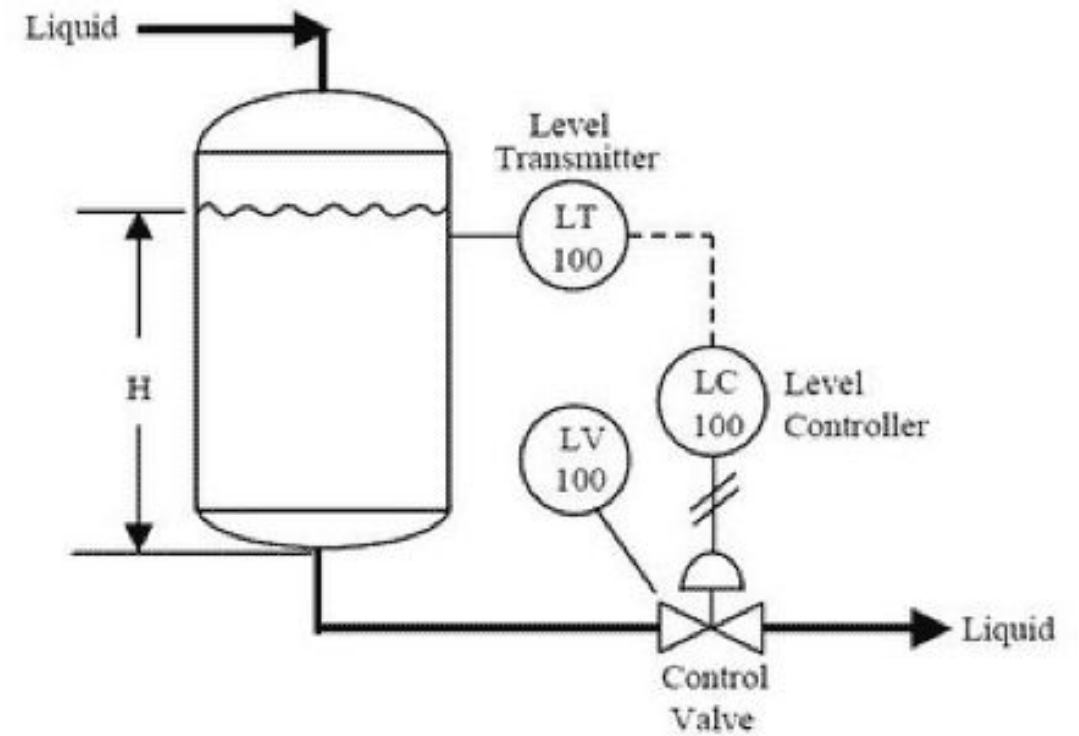 Liquid
Level
Transmitter
LT
100
H
LC
100
Level
Controller
LV
100
Liquid
Control
Valve